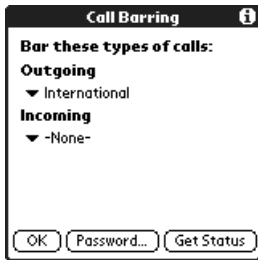 Call Barring
Bar these types of calls:
Outgoing
International
Incoming
-None-
OK Password... Get Status